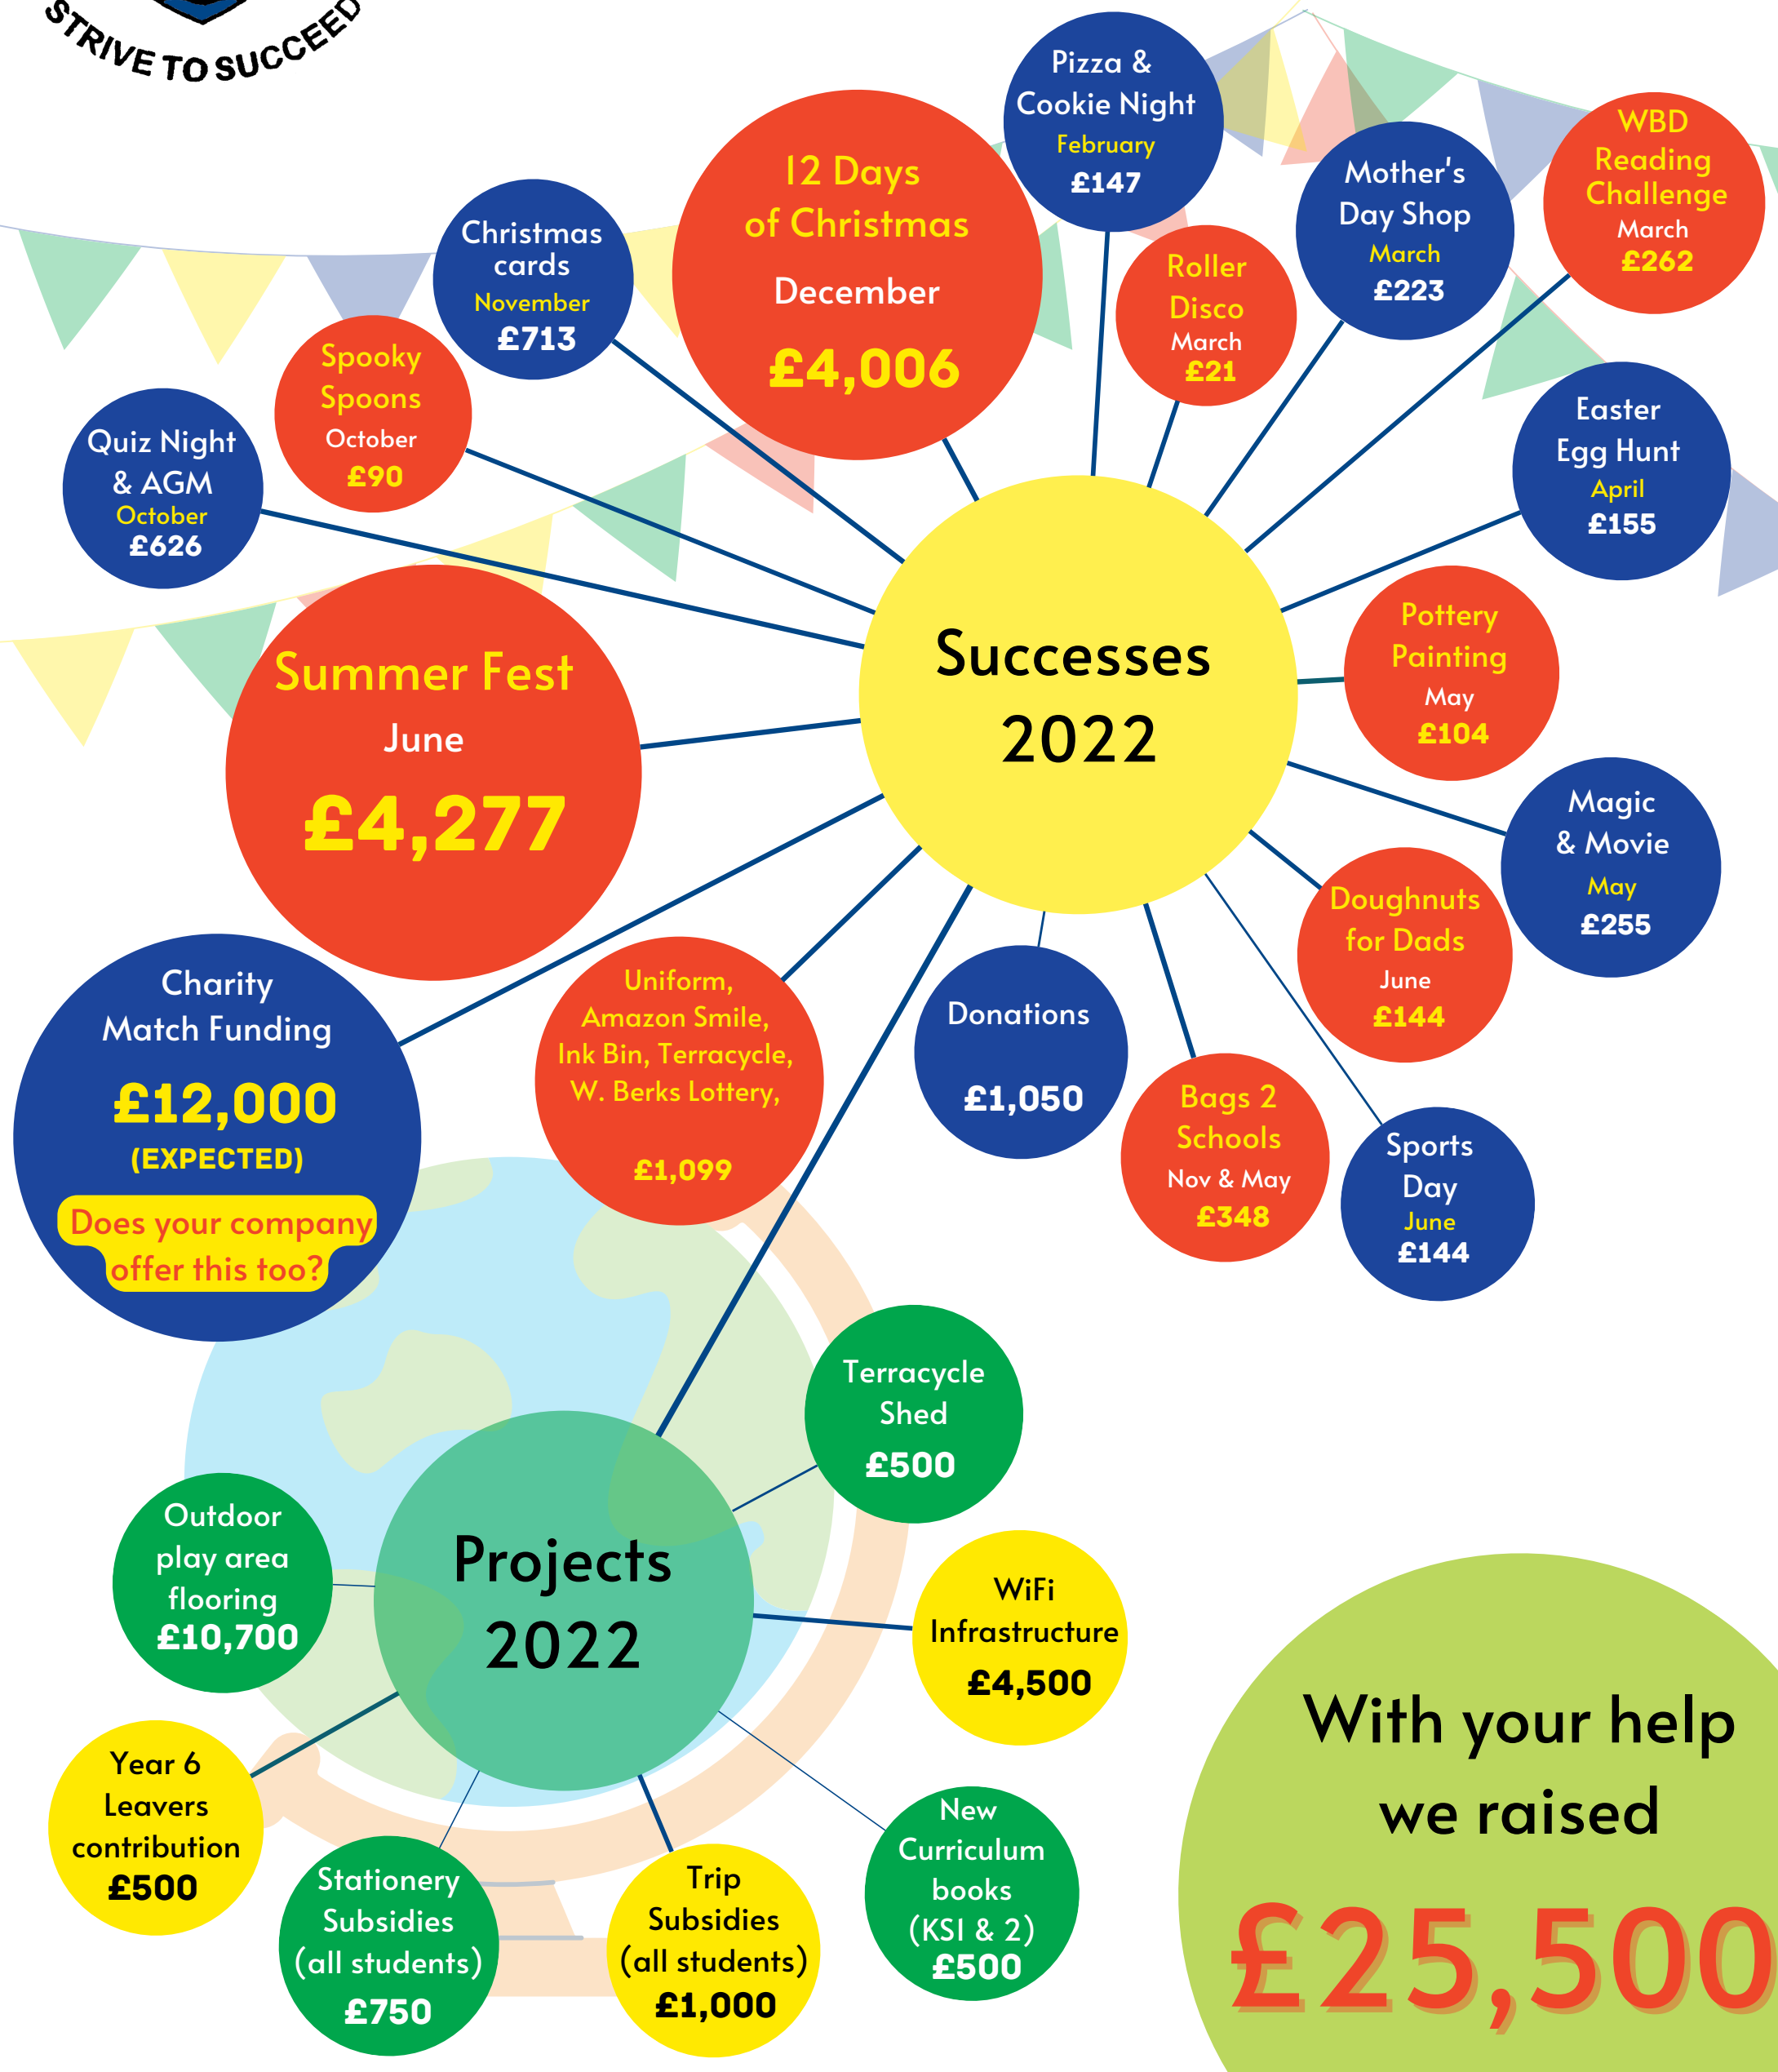 STRIVE TO SUCCEED
Pizza &
Cookie Night
February
£147
12 Days
of Christmas
December
£4,006
Christmas
cards
November
£713
Spooky
Spoons
October
£90
Quiz Night
& AGM
October
£626
Roller
Disco
March
£21
Mother's
Day Shop
March
£223
WBD
Reading
Challenge
March
£262
Easter
Egg Hunt
April
£155
Successes
2022
Summer Fest
June
£4,277
Pottery
Painting
May
£104
Magic
& Movie
May
£255
Doughnuts
for Dads
June
£144
Charity
Match Funding
£12,000
(EXPECTED)
Does your company
offer this too?
Uniform,
Amazon Smile,
Ink Bin, Terracycle,
W. Berks Lottery,
£1,099
Donations
£1,050
Bags 2
Schools
Nov & May
£348
Sports
Day
June
£144
Terracycle
Shed
£500
Projects
2022
Outdoor
play area
flooring
£10,700
WiFi
Infrastructure
£4,500
Year 6
Leavers
contribution
£500
Stationery
Subsidies
(all students)
£750
Trip
Subsidies
(all students)
£1,000
New
Curriculum
books
(KS1 & 2)
£500
With your help
we raised
£25,500